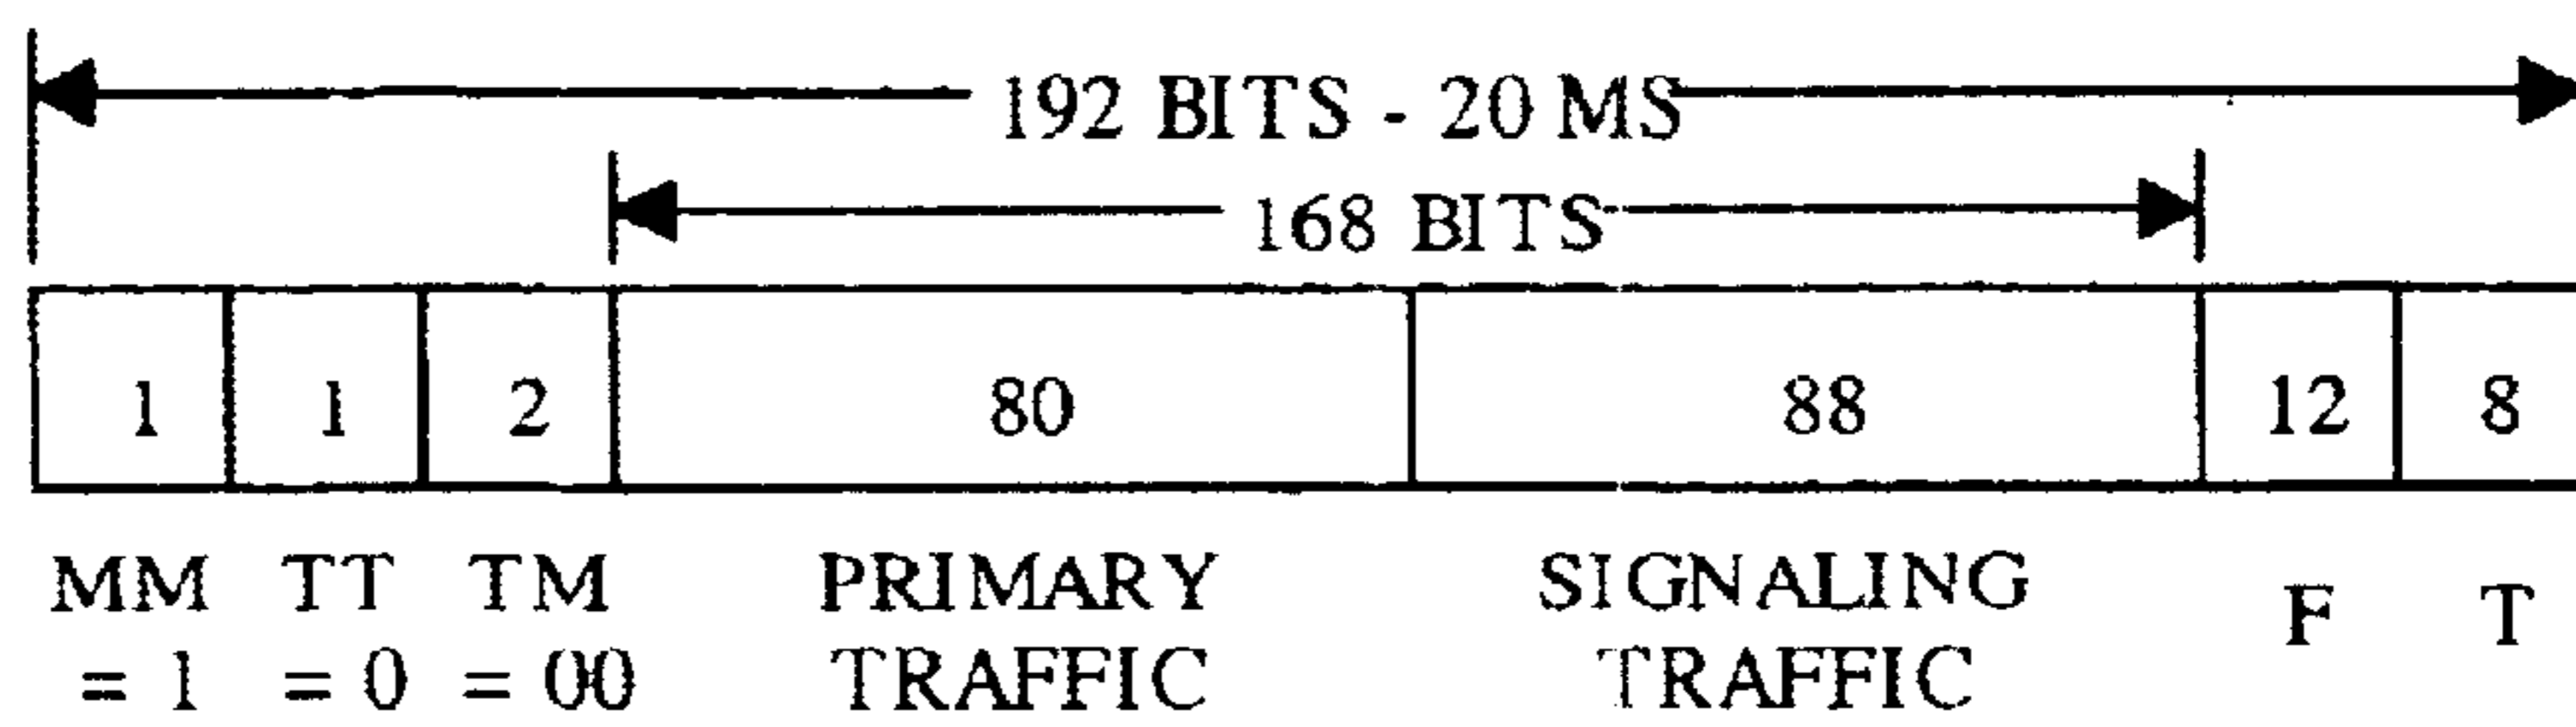 192 BITS - 20 MS
168 BITS
1 1 2 80 88 12 8
MM TT TM PRIMARY SIGNALING F T
= 1 = 0 = 00 TRAFFIC TRAFFIC